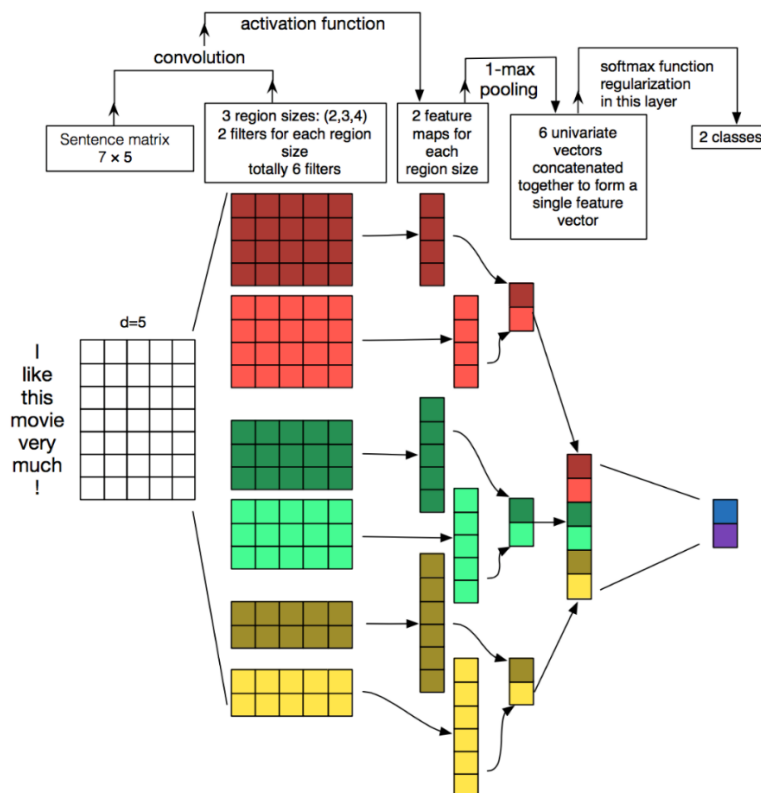 activation function
convolution
1-max
pooling
softmax function
regularization
in this layer
Sentence matrix
7 × 5
3 region sizes: (2,3,4)
2 filters for each region
size
totally 6 filters
2 feature
maps for
each
region size
6 univariate
vectors
concatenated
together to form a
single feature
vector
2 classes
d=5
I
like
this
movie
very
much
!